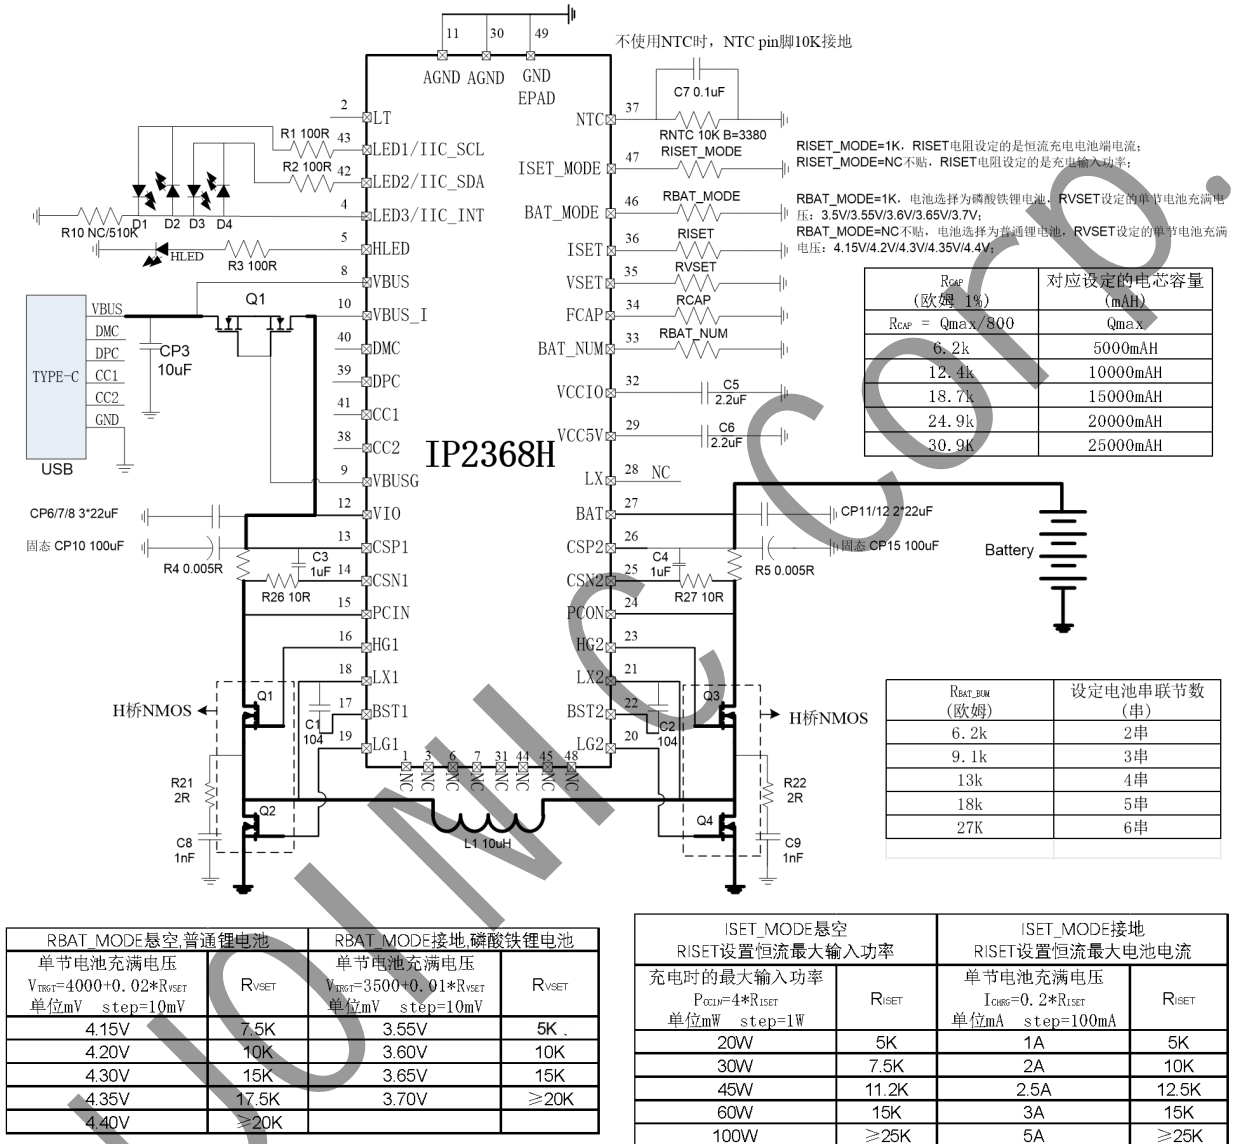 11 30 49
AGND AGND GND
EPAD
不使用NTC时，NTC pin脚10K接地
C7 0.1uF
2 LT
R1 100R
43 LED1/IIC_SCL
R2 100R
42 LED2/IIC_SDA
4 LED3/IIC_INT
D1 D2 D3 D4
R10 NC/510K
5 HLED
HLED
R3 100R
8 VBUS
Q1
10 VBUS_I
40 DMC
39 DPC
41 CC1
38 CC2
9 VBUSG
12 VIO
13 CSP1
14 CSN1
15 PCIN
16 HG1
18 LX1
17 BST1
19 LG1
TYPE-C
VBUS
DMC
DPC
CC1
CC2
GND
USB
CP3
10uF
CP6/7/8 3*22uF
固态 CP10 100uF
R4 0.005R
C3
1uF
R26 10R
IP2368H
37 NTC
RNTC 10K B=3380
RISET_MODE
47 ISET_MODE
RBAT_MODE
46 BAT_MODE
RISET
36 ISET
RVSET
35 VSET
RCAP
34 FCAP
RBAT_NUM
33 BAT_NUM
32 VCCIO
C5
2.2uF
29 VCC5V
C6
2.2uF
28 LX NC
27 BAT
26 CSP2
25 CSN2
24 PCON
23 HG2
21 LX2
22 BST2
20 LG2
CP11/12 2*22uF
固态 CP15 100uF
C4
1uF
R5 0.005R
R27 10R
Battery
1 3 6 7 31 44 45 48
NC NC NC NC NC NC NC NC
H桥NMOS
Q1
C1
104
R21
2R
Q2
C8
1nF
L1 10uH
Q3
C2
104
H桥NMOS
R22
2R
Q4
C9
1nF
RISET_MODE=1K，RISET电阻设定的是恒流充电电池端电流；
RISET_MODE=NC不贴，RISET电阻设定的是充电输入功率；
RBAT_MODE=1K，电池选择为磷酸铁锂电池，RVSET设定的单节电池充满电
压：3.5V/3.55V/3.6V/3.65V/3.7V；
RBAT_MODE=NC不贴，电池选择为普通锂电池，RVSET设定的单节电池充满
电压：4.15V/4.2V/4.3V/4.35V/4.4V；
RCAP 对应设定的电芯容量
(欧姆 1%) (mAH)
RCAP = Qmax/800 Qmax
6.2k 5000mAH
12.4k 10000mAH
18.7k 15000mAH
24.9k 20000mAH
30.9K 25000mAH
RBAT_NUM 设定电池串联节数
(欧姆) (串)
6.2k 2串
9.1k 3串
13k 4串
18k 5串
27K 6串
RBAT_MODE悬空,普通锂电池 RBAT_MODE接地,磷酸铁锂电池
单节电池充满电压 RVSET 单节电池充满电压 RVSET
VTRGT=4000+0.02*RVSET VTRGT=3500+0.01*RVSET
单位mV step=10mV 单位mV step=10mV
4.15V 7.5K 3.55V 5K .
4.20V 10K 3.60V 10K
4.30V 15K 3.65V 15K
4.35V 17.5K 3.70V ≥20K
4.40V ≥20K
ISET_MODE悬空 ISET_MODE接地
RISET设置恒流最大输入功率 RISET设置恒流最大电池电流
充电时的最大输入功率 RISET 单节电池充满电压 RISET
PCCIN=4*RISET ICHRG=0.2*RISET
单位mW step=1W 单位mA step=100mA
20W 5K 1A 5K
30W 7.5K 2A 10K
45W 11.2K 2.5A 12.5K
60W 15K 3A 15K
100W ≥25K 5A ≥25K
JOINIC Corp.